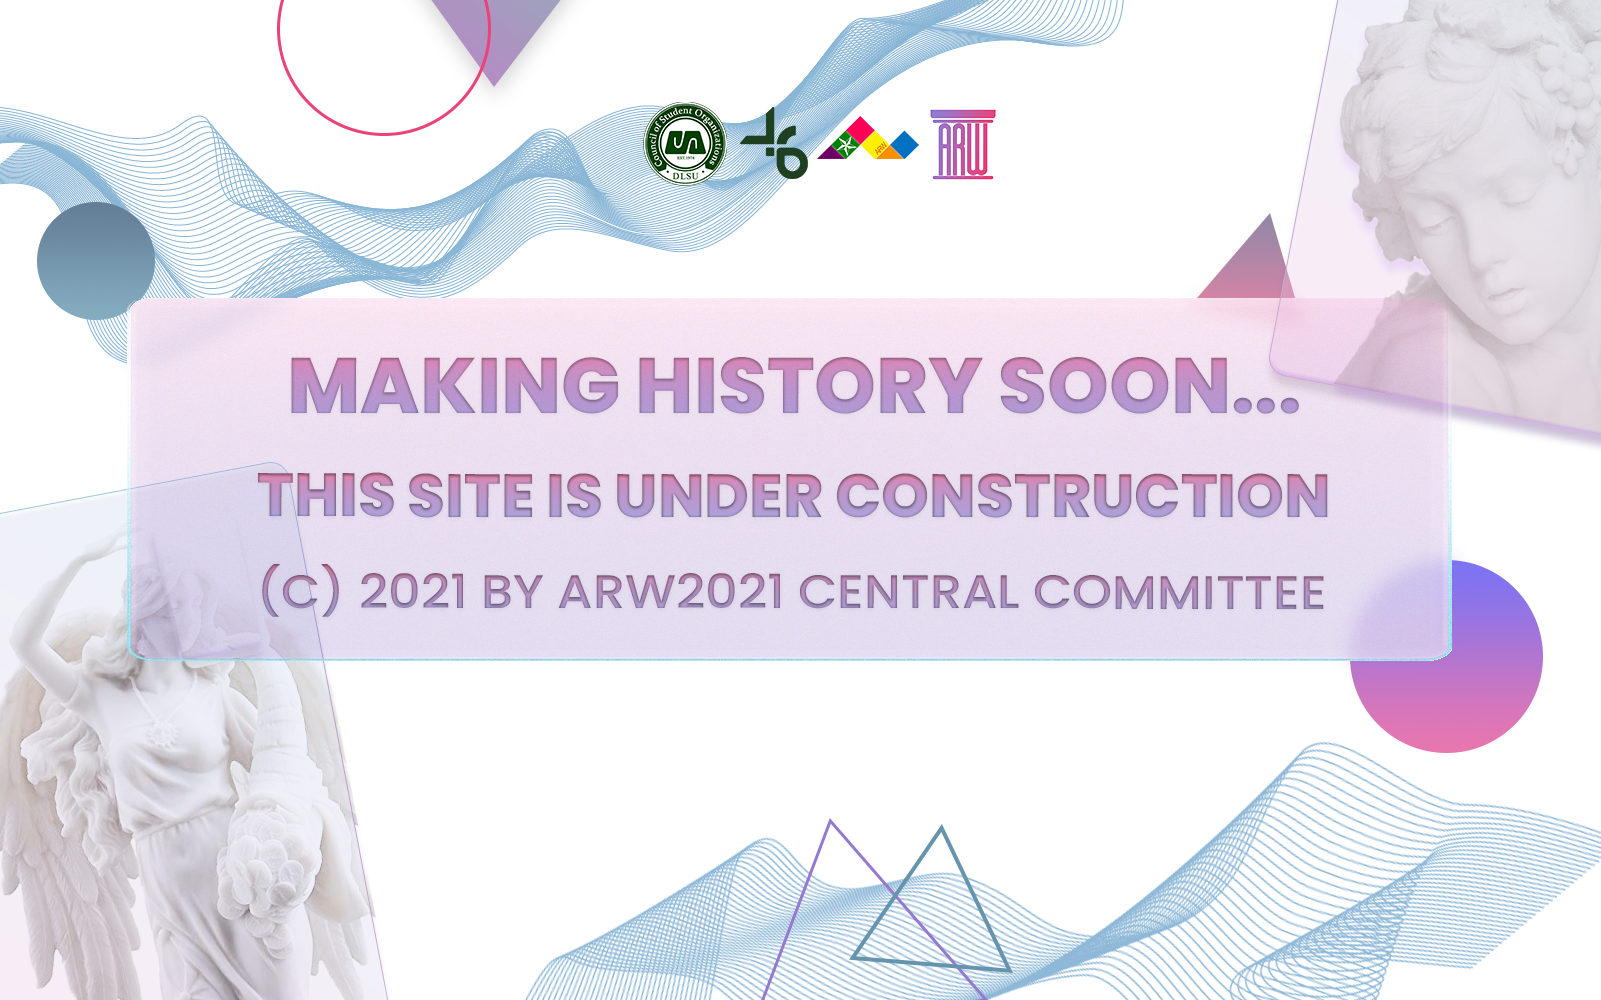 Council of Student Organizations
EST. 1974
DLSU
ARW
ARW
MAKING HISTORY SOON...
THIS SITE IS UNDER CONSTRUCTION
(C) 2021 BY ARW2021 CENTRAL COMMITTEE